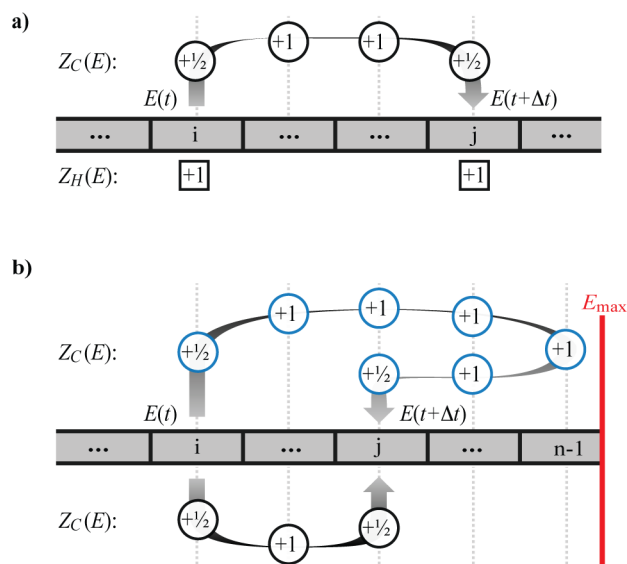 a)
Z_C(E): +½ +1 +1 +½
E(t) E(t+Δt)
... i ... ... j ...
Z_H(E): +1 +1
b)
+1 +1 +1 E_max
Z_C(E): +½ +1
+½ +1
E(t) E(t+Δt)
... i ... j ... n-1
Z_C(E): +½ +1 +½